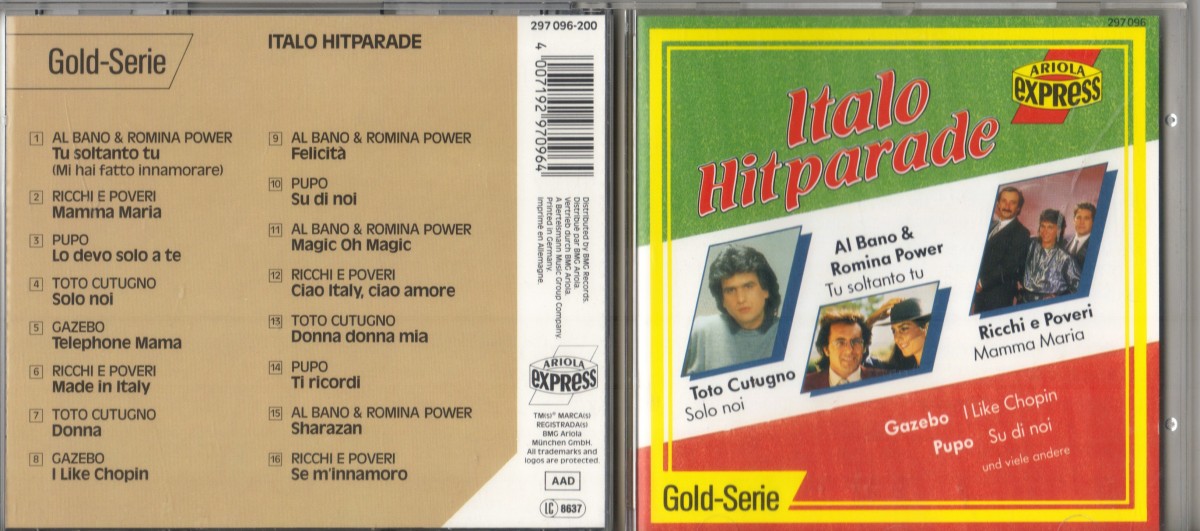 Gold-Serie
ITALO HITPARADE
1 AL BANO & ROMINA POWER
Tu soltanto tu
(Mi hai fatto innamorare)
2 RICCHI E POVERI
Mamma Maria
3 PUPO
Lo devo solo a te
4 TOTO CUTUGNO
Solo noi
5 GAZEBO
Telephone Mama
6 RICCHI E POVERI
Made in Italy
7 TOTO CUTUGNO
Donna
8 GAZEBO
I Like Chopin
9 AL BANO & ROMINA POWER
Felicità
10 PUPO
Su di noi
11 AL BANO & ROMINA POWER
Magic Oh Magic
12 RICCHI E POVERI
Ciao Italy, ciao amore
13 TOTO CUTUGNO
Donna donna mia
14 PUPO
Ti ricordi
15 AL BANO & ROMINA POWER
Sharazan
16 RICCHI E POVERI
Se m'innamoro
297 096-200
4 007192 970964
Distributed by BMG Records.
Distribué par BMG Ariola.
Vertrieb durch BMG Ariola.
A Bertelsmann Music Group Company.
Printed in Germany.
Imprimé en Allemagne.
ARIOLA
EXPRESS
TM(s)® MARCA(S)
REGISTRADA(S)
BMG Ariola
München GmbH.
All trademarks and
logos are protected.
AAD
LC 8637
297 096
ARIOLA
EXPRESS
Italo
Hitparade
Al Bano &
Romina Power
Tu soltanto tu
Ricchi e Poveri
Mamma Maria
Toto Cutugno
Solo noi
Gazebo I Like Chopin
Pupo Su di noi
und viele andere
Gold-Serie